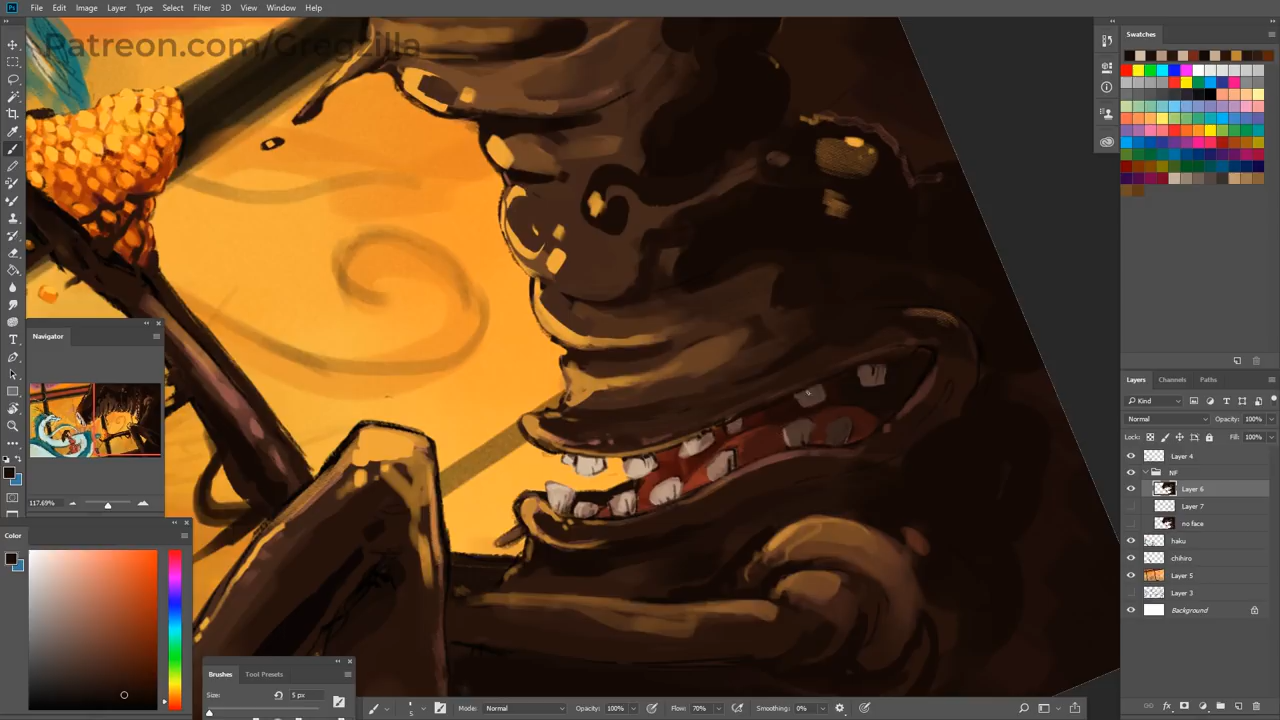 Ps File Edit Image Layer Type Select Filter 3D View Window Help
Patreon.com/Gregzilla
Swatches
Navigator
117.69%
Color
Brushes Tool Presets
Size: 5 px
5 Mode: Normal Opacity: 100% Flow: 70% Smoothing: 0%
Layers Channels Paths
Kind
Normal Opacity: 100%
Lock: Fill: 100%
Layer 4
NF
Layer 6
Layer 7
no face
haku
chihiro
Layer 5
Layer 3
Background
fx